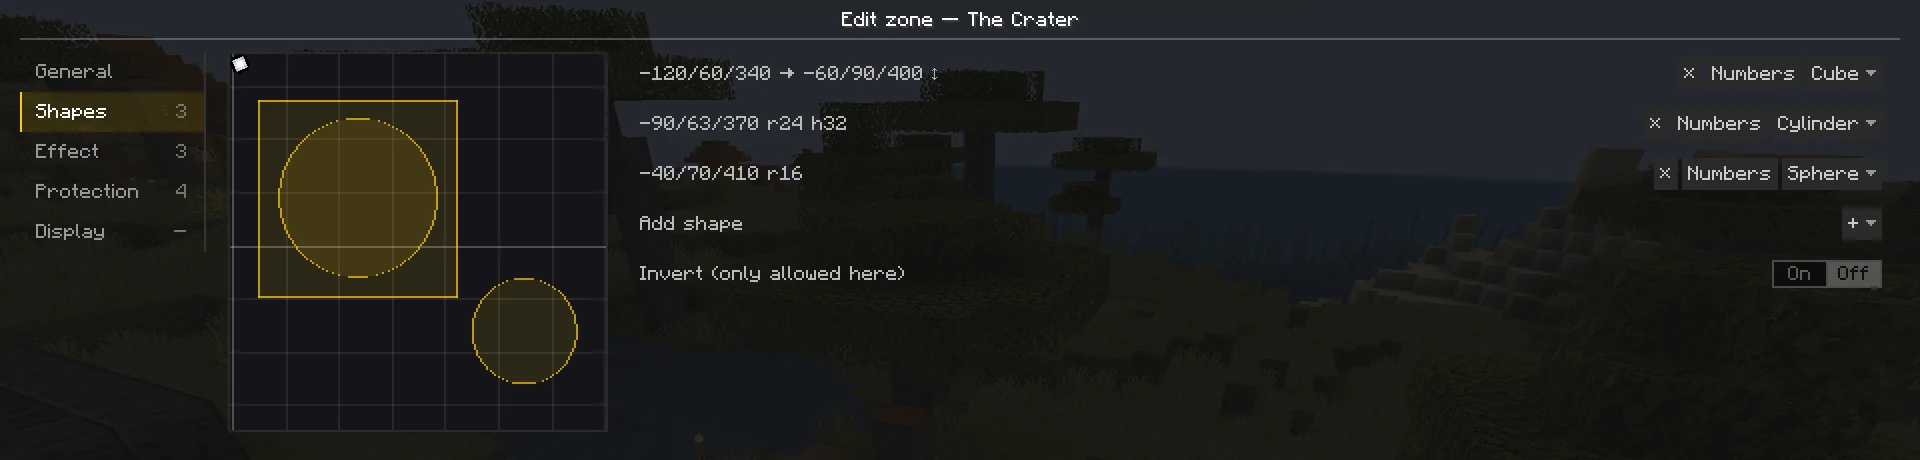 Edit zone — The Crater
General
Shapes 3
Effect 3
Protection 4
Display —
-120/60/340 → -60/90/400 ↕ × Numbers Cube
-90/63/370 r24 h32 × Numbers Cylinder
-40/70/410 r16 × Numbers Sphere
Add shape +
Invert (only allowed here) On Off